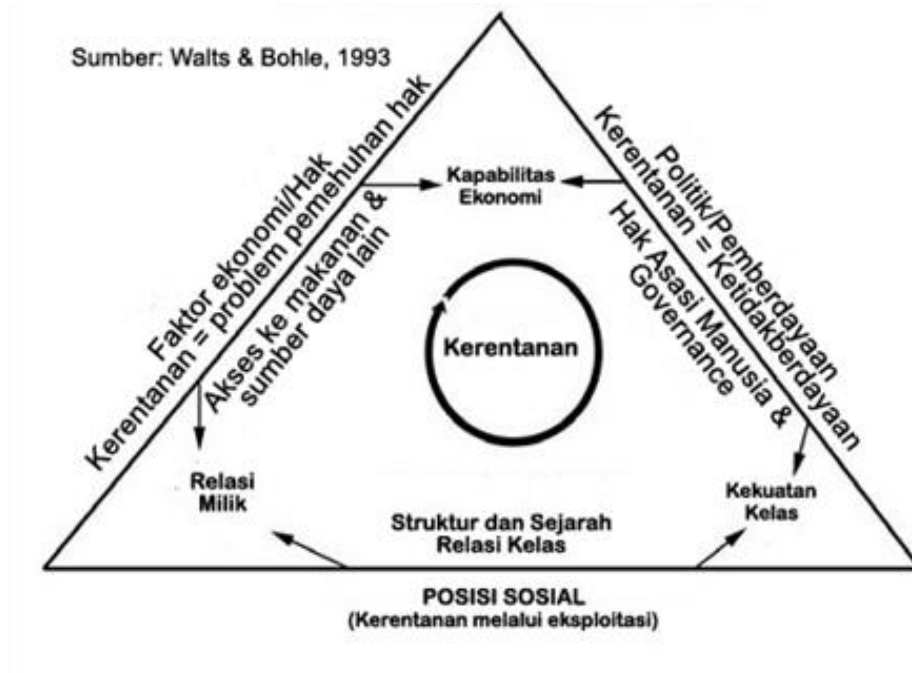 Sumber: Walts & Bohle, 1993
Faktor ekonomi/Hak
Kerentanan = problem pemehuhan hak
Akses ke makanan &
sumber daya lain
Politik/Pemberdayaan
Kerentanan = Ketidakberdayaan
Hak Asasi Manusia &
Governance
Kapabilitas
Ekonomi
Kerentanan
Relasi
Milik
Kekuatan
Kelas
Struktur dan Sejarah
Relasi Kelas
POSISI SOSIAL
(Kerentanan melalui eksploitasi)